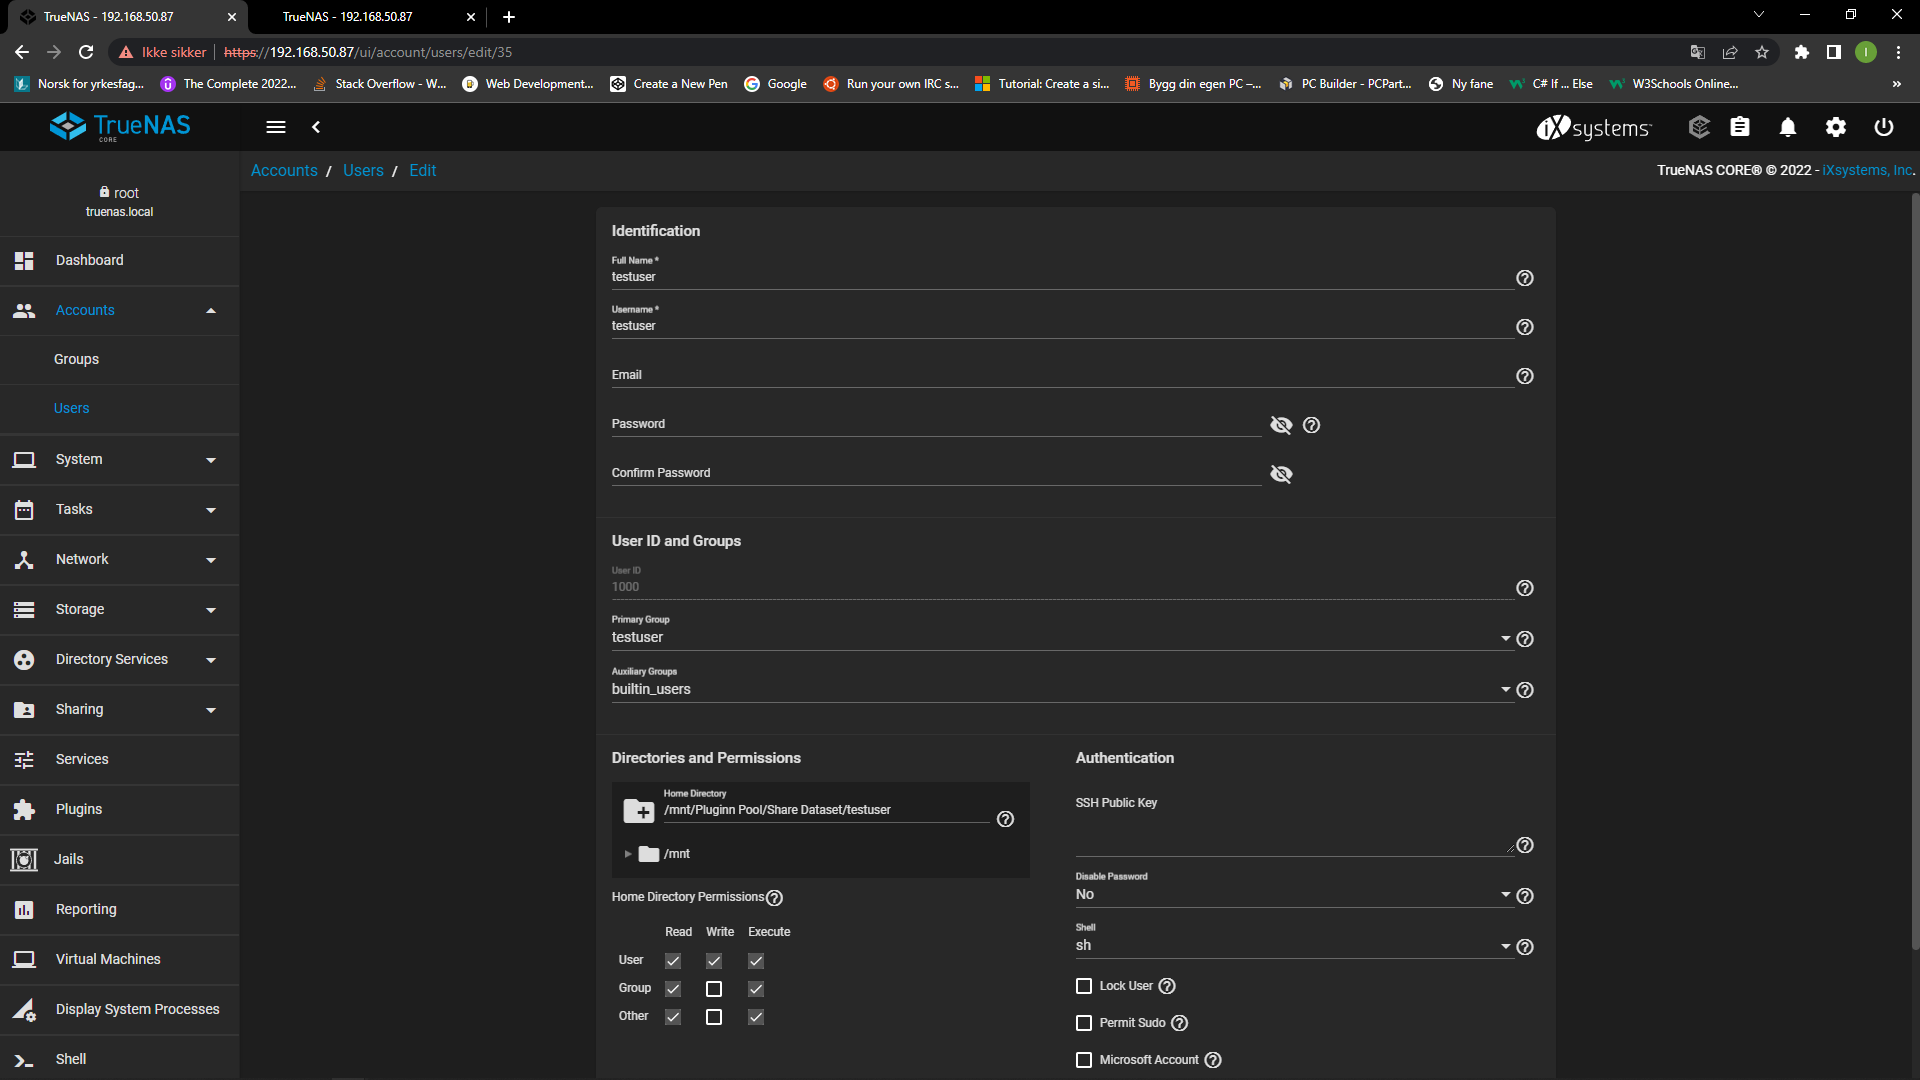 TrueNAS - 192.168.50.87
TrueNAS - 192.168.50.87
Ikke sikker
https://192.168.50.87/ui/account/users/edit/35
I
Norsk for yrkesfag...
The Complete 2022...
Stack Overflow - W...
Web Development...
Create a New Pen
Google
Run your own IRC s...
Tutorial: Create a si...
Bygg din egen PC –...
PC Builder - PCPart...
Ny fane
C# If ... Else
W3Schools Online...
»
TrueNAS
CORE
iXsystems
Accounts / Users / Edit
TrueNAS CORE® © 2022 - iXsystems, Inc.
root
truenas.local
Dashboard
Accounts
Groups
Users
System
Tasks
Network
Storage
Directory Services
Sharing
Services
Plugins
Jails
Reporting
Virtual Machines
Display System Processes
Shell
Identification
Full Name *
testuser
Username *
testuser
Email
Password
Confirm Password
User ID and Groups
User ID
1000
Primary Group
testuser
Auxiliary Groups
builtin_users
Directories and Permissions
Home Directory
/mnt/Pluginn Pool/Share Dataset/testuser
/mnt
Home Directory Permissions
Read Write Execute
User
Group
Other
Authentication
SSH Public Key
Disable Password
No
Shell
sh
Lock User
Permit Sudo
Microsoft Account